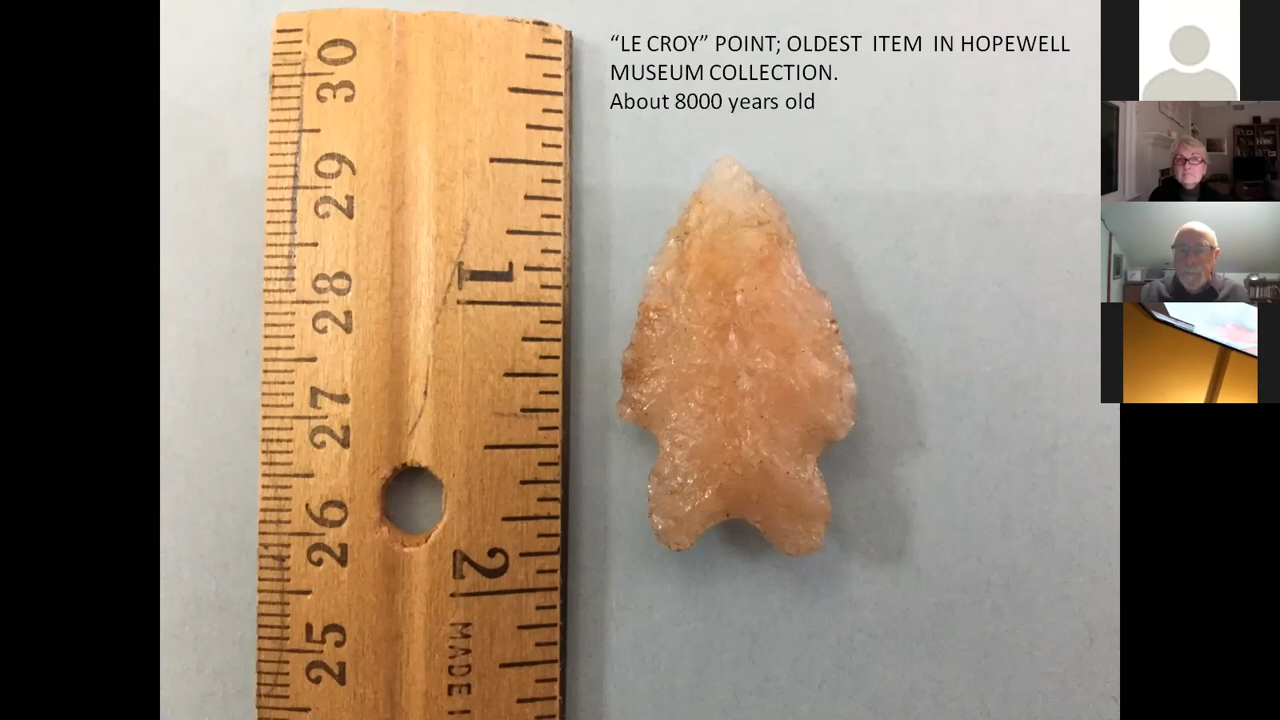 “LE CROY” POINT; OLDEST ITEM IN HOPEWELL
MUSEUM COLLECTION.
About 8000 years old
30
29
28
27
26
25
1
2
MADE I